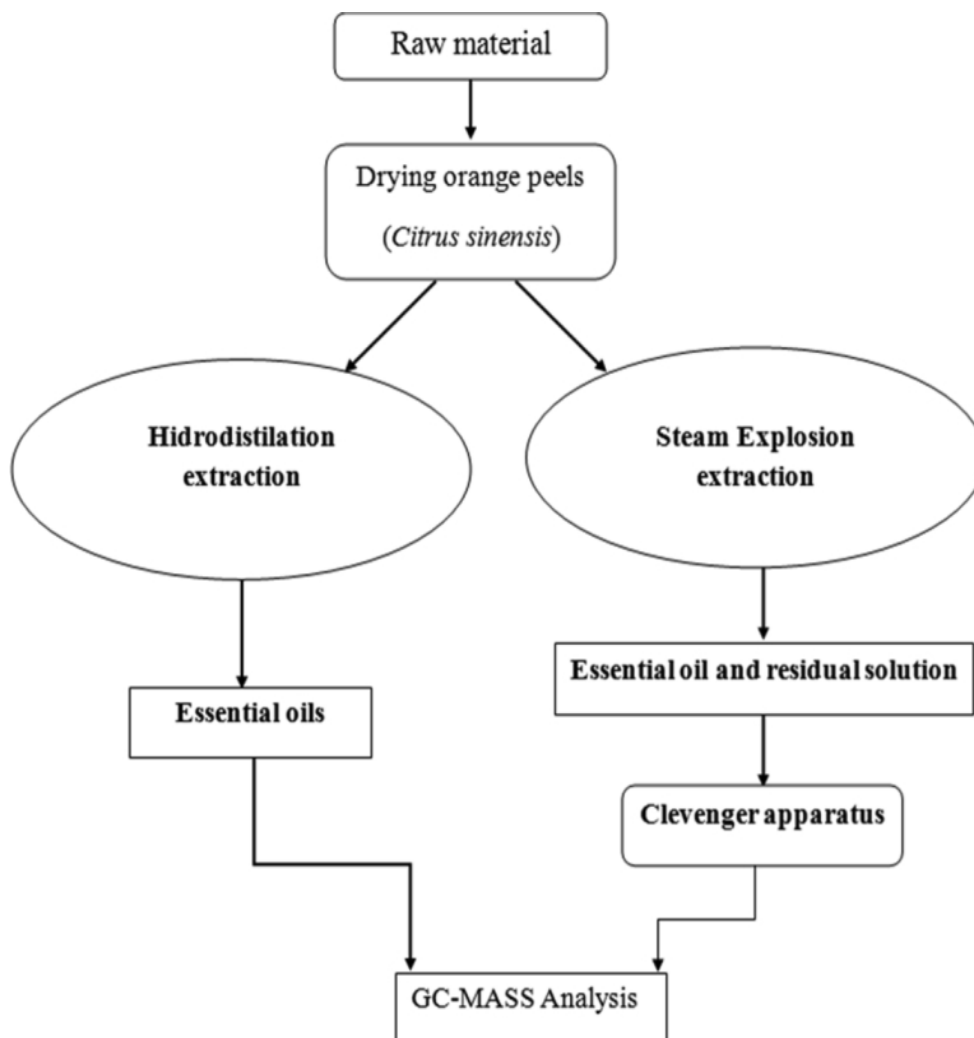 Raw material
Drying orange peels
(Citrus sinensis)
Hidrodistilation
extraction
Steam Explosion
extraction
Essential oil and residual solution
Essential oils
Clevenger apparatus
GC-MASS Analysis